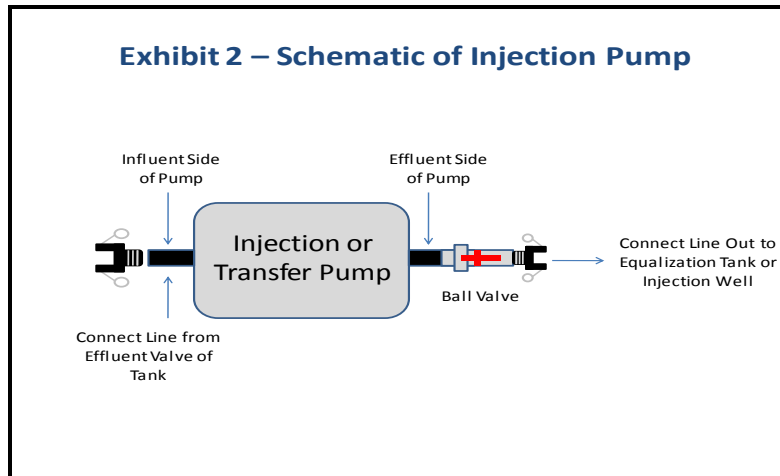 Exhibit 2 – Schematic of Injection Pump
Influent Side
of Pump
Effluent Side
of Pump
Injection or
Transfer Pump
Connect Line Out to
Equalization Tank or
Injection Well
Ball Valve
Connect Line from
Effluent Valve of
Tank